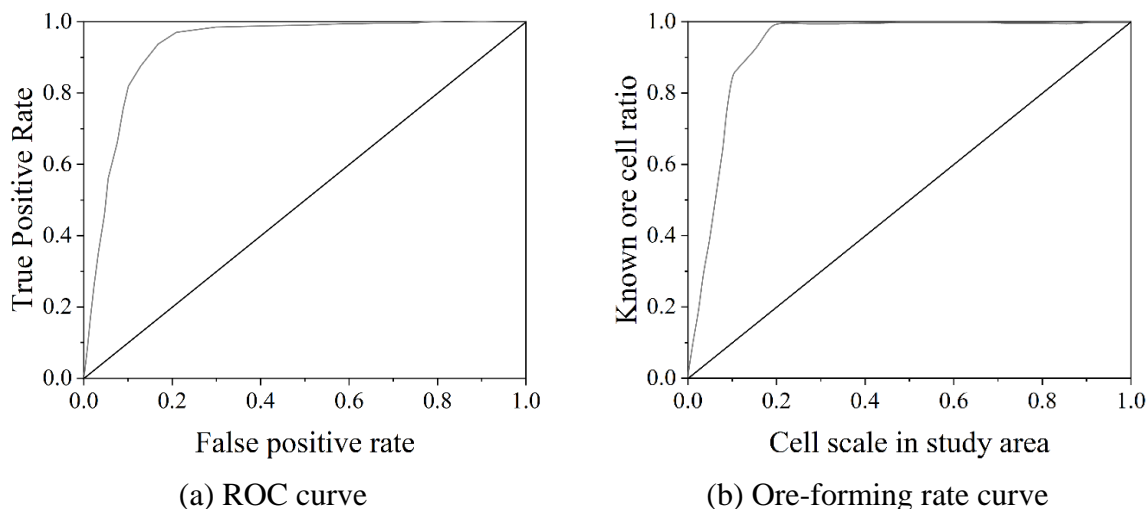 True Positive Rate
1.0
0.8
0.6
0.4
0.2
0.0
0.0 0.2 0.4 0.6 0.8 1.0
False positive rate
(a) ROC curve
Known ore cell ratio
1.0
0.8
0.6
0.4
0.2
0.0
0.0 0.2 0.4 0.6 0.8 1.0
Cell scale in study area
(b) Ore-forming rate curve